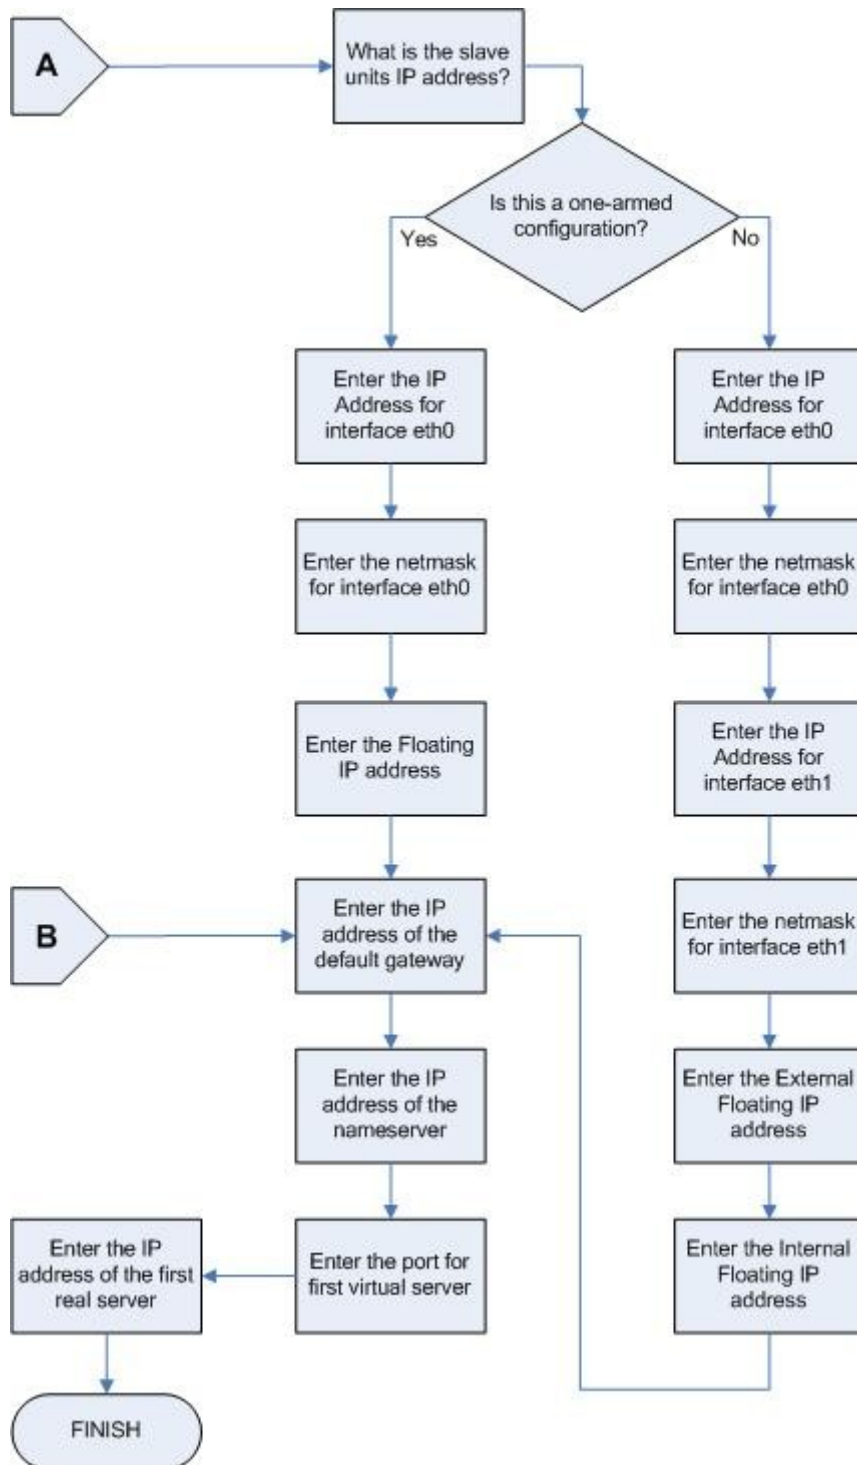 A
What is the slave
units IP address?
Is this a one-armed
configuration?
Yes
No
Enter the IP
Address for
interface eth0
Enter the netmask
for interface eth0
Enter the Floating
IP address
Enter the IP
Address for
interface eth0
Enter the netmask
for interface eth0
Enter the IP
Address for
interface eth1
Enter the netmask
for interface eth1
Enter the External
Floating IP
address
Enter the Internal
Floating IP
address
B
Enter the IP
address of the
default gateway
Enter the IP
address of the
nameserver
Enter the port for
first virtual server
Enter the IP
address of the first
real server
FINISH